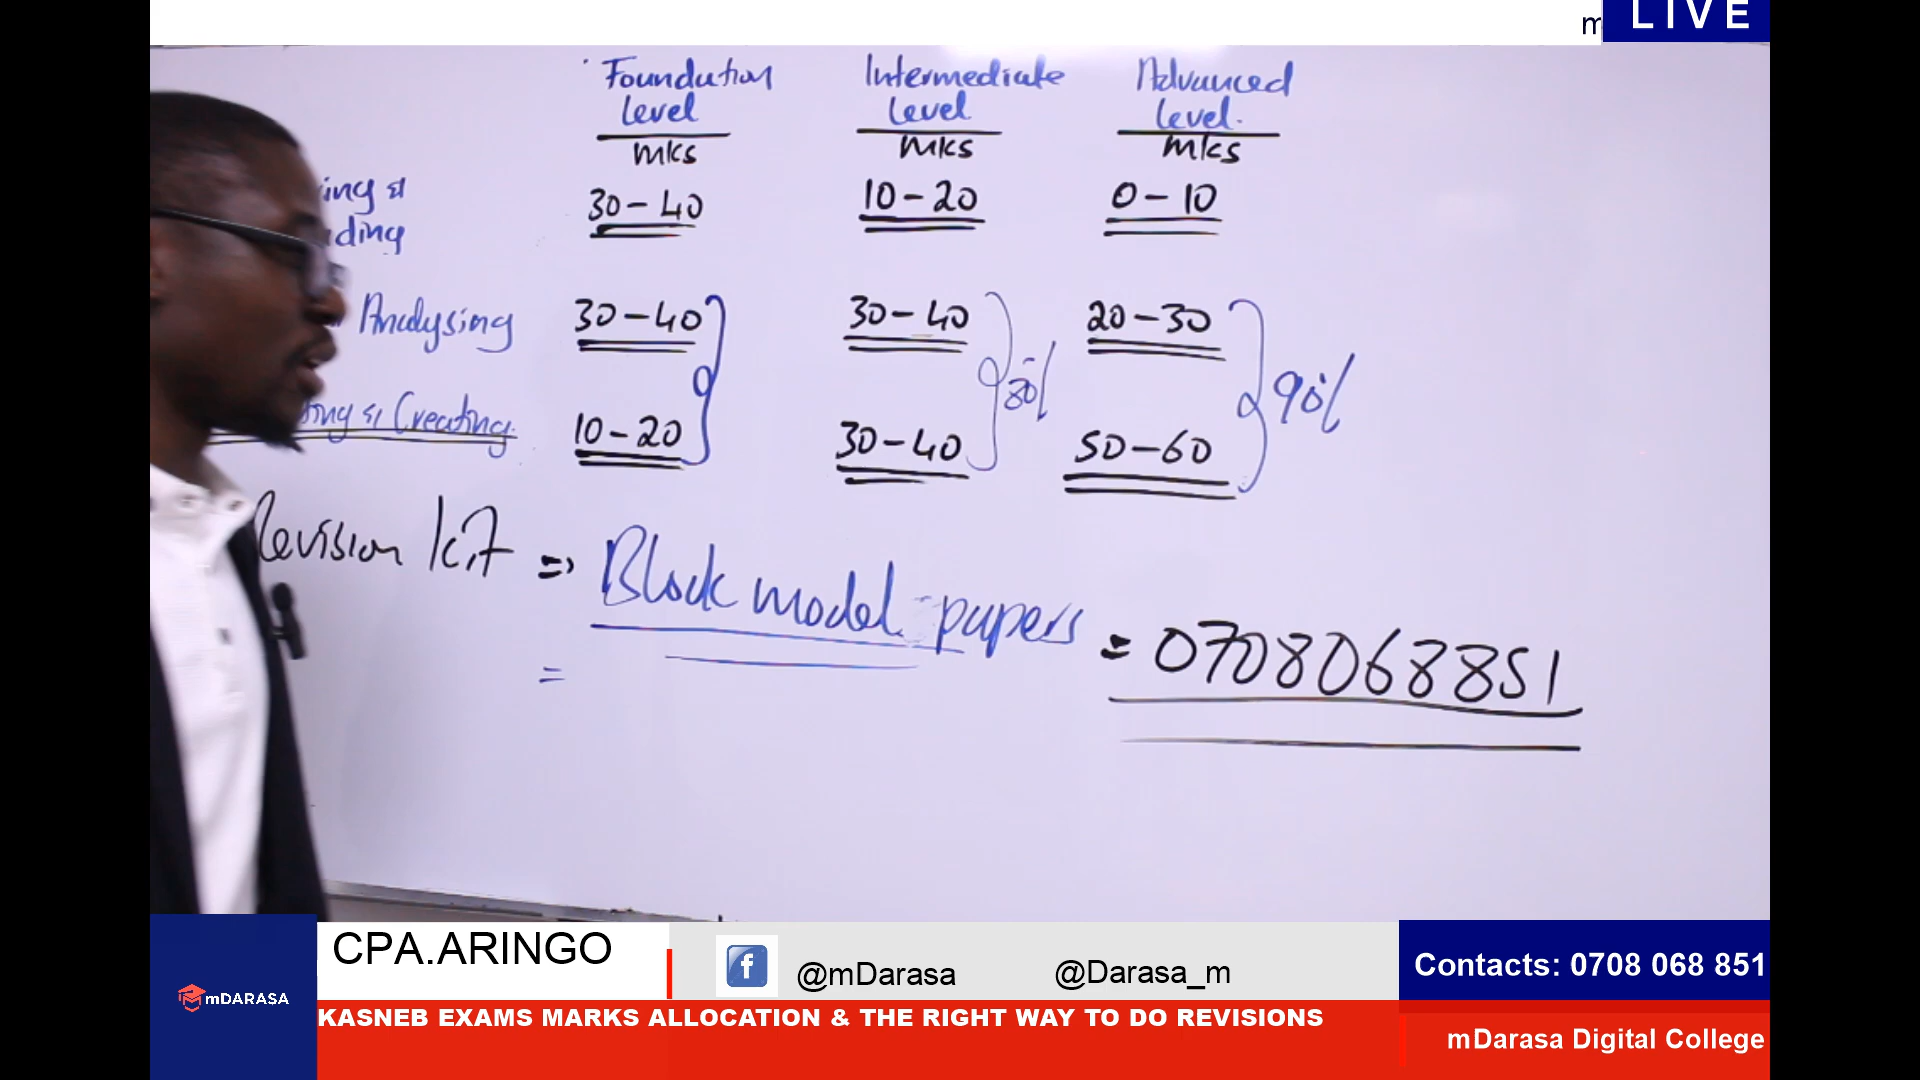 LIVE
Foundation Level
Intermediate Level
Advanced Level.
mks
mks
mks
30-40
10-20
0-10
30-40
30-40
20-30
Analysing
80%
90%
& Creating
10-20
30-40
50-60
Revision kit => Block model papers = 0708068851
=
CPA.ARINGO
@mDarasa
@Darasa_m
Contacts: 0708 068 851
mDARASA
KASNEB EXAMS MARKS ALLOCATION & THE RIGHT WAY TO DO REVISIONS
mDarasa Digital College